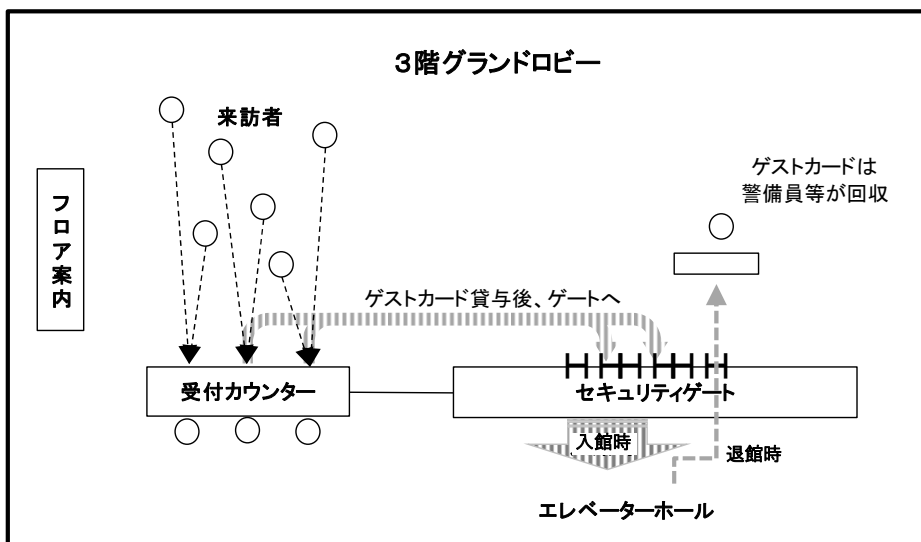 ３階グランドロビー
来訪者
フロア案内
ゲストカードは
警備員等が回収
ゲストカード貸与後、ゲートへ
受付カウンター
セキュリティゲート
入館時
退館時
エレベーターホール